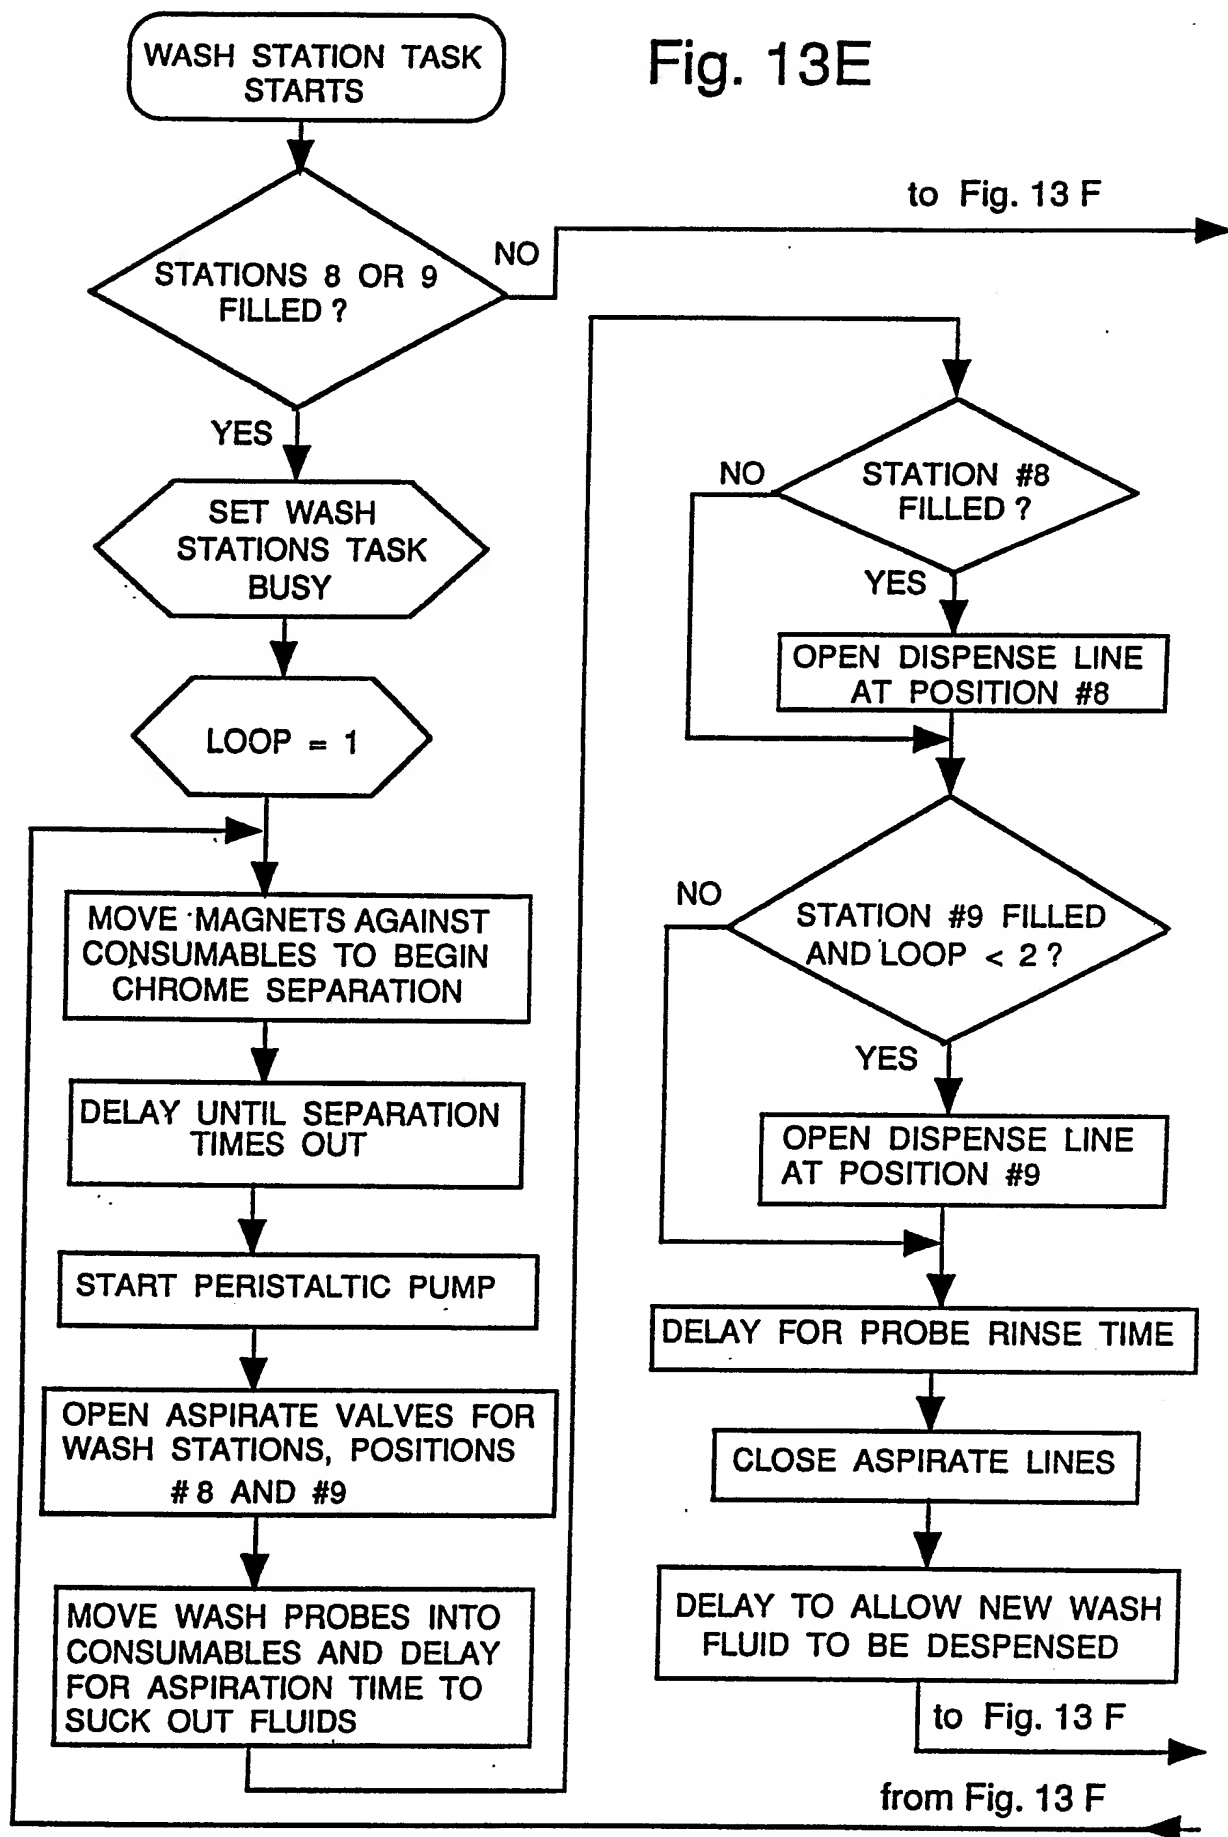 Fig. 13E
WASH STATION TASK
STARTS
STATIONS 8 OR 9
FILLED ?
NO
to Fig. 13 F
YES
SET WASH
STATIONS TASK
BUSY
LOOP = 1
MOVE MAGNETS AGAINST
CONSUMABLES TO BEGIN
CHROME SEPARATION
DELAY UNTIL SEPARATION
TIMES OUT
START PERISTALTIC PUMP
OPEN ASPIRATE VALVES FOR
WASH STATIONS, POSITIONS
# 8 AND #9
MOVE WASH PROBES INTO
CONSUMABLES AND DELAY
FOR ASPIRATION TIME TO
SUCK OUT FLUIDS
STATION #8
FILLED ?
NO
YES
OPEN DISPENSE LINE
AT POSITION #8
STATION #9 FILLED
AND LOOP < 2 ?
NO
YES
OPEN DISPENSE LINE
AT POSITION #9
DELAY FOR PROBE RINSE TIME
CLOSE ASPIRATE LINES
DELAY TO ALLOW NEW WASH
FLUID TO BE DESPENSED
to Fig. 13 F
from Fig. 13 F